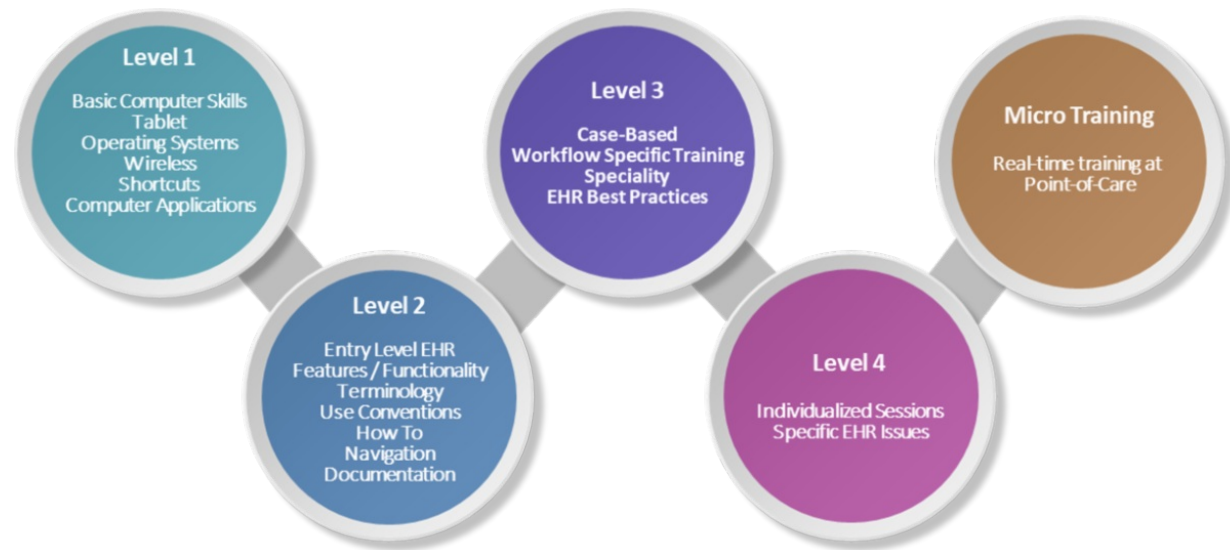 Level 1
Basic Computer Skills
Tablet
Operating Systems
Wireless
Shortcuts
Computer Applications
Level 2
Entry Level EHR
Features / Functionality
Terminology
Use Conventions
How To
Navigation
Documentation
Level 3
Case-Based
Workflow Specific Training
Speciality
EHR Best Practices
Level 4
Individualized Sessions
Specific EHR Issues
Micro Training
Real-time training at
Point-of-Care